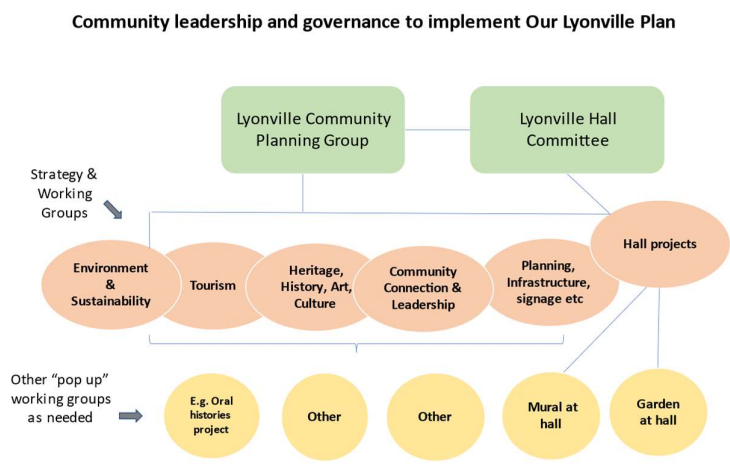 Community leadership and governance to implement Our Lyonville Plan
Lyonville Community
Planning Group
Lyonville Hall
Committee
Strategy &
Working
Groups
Environment
&
Sustainability
Tourism
Heritage,
History, Art,
Culture
Community
Connection &
Leadership
Planning,
Infrastructure,
signage etc
Hall projects
Other “pop up”
working groups
as needed
E.g. Oral
histories
project
Other
Other
Mural at
hall
Garden
at hall